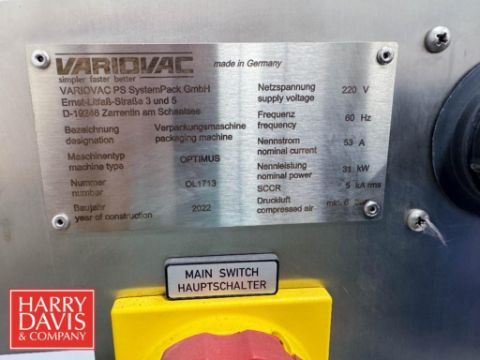 VARIOVAC
made in Germany
simpler faster better
VARIOVAC PS SystemPack GmbH
Ernst-Litfaß-Straße 3 und 5
D-19246 Zarrentin am Schaalsee
Bezeichnung Verpackungsmaschine
designation packaging machine
Maschinentyp OPTIMUS
machine type
Nummer OL1713
number
Baujahr 2022
year of construction
Netzspannung 220 V
supply voltage
Frequenz 60 Hz
frequency
Nennstrom 53 A
nominal current
Nennleistung 31 kW
nominal power
SCCR 5 kA rms
Druckluft min. 6
compressed air
MAIN SWITCH
HAUPTSCHALTER
HARRY
DAVIS
& COMPANY